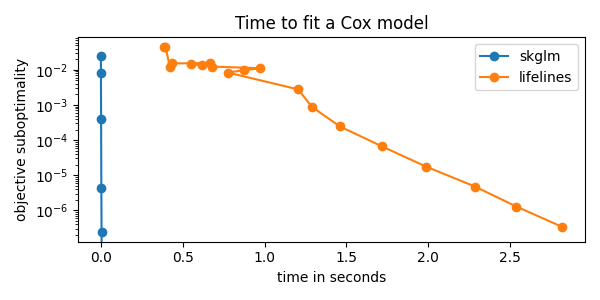 Time to fit a Cox model
objective suboptimality
10⁻²
10⁻³
10⁻⁴
10⁻⁵
10⁻⁶
skglm
lifelines
0.0 0.5 1.0 1.5 2.0 2.5
time in seconds